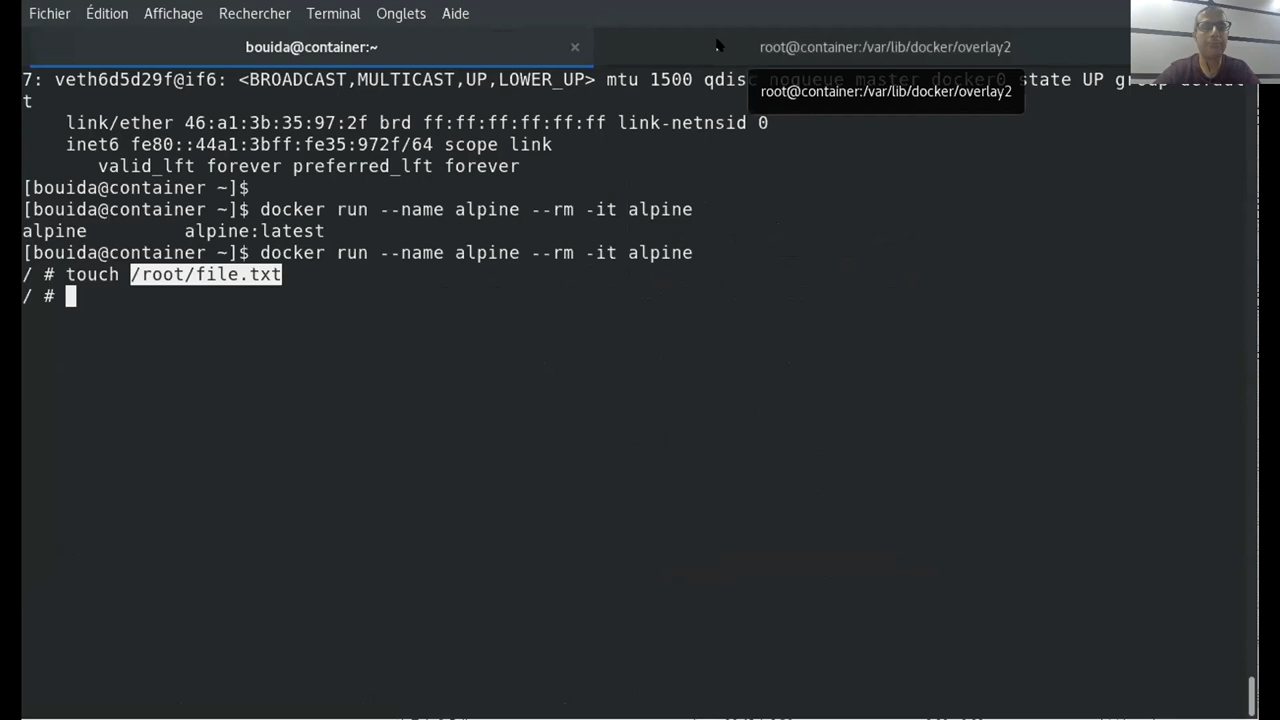 Fichier Édition Affichage Rechercher Terminal Onglets Aide
bouida@container:~ × root@container:/var/lib/docker/overlay2
7: veth6d5d29f@if6: <BROADCAST,MULTICAST,UP,LOWER_UP> mtu 1500 qdisc noqueue master docker0 state UP group defaul
t
root@container:/var/lib/docker/overlay2
link/ether 46:a1:3b:35:97:2f brd ff:ff:ff:ff:ff:ff link-netnsid 0
inet6 fe80::44a1:3bff:fe35:972f/64 scope link
valid_lft forever preferred_lft forever
[bouida@container ~]$
[bouida@container ~]$ docker run --name alpine --rm -it alpine
alpine alpine:latest
[bouida@container ~]$ docker run --name alpine --rm -it alpine
/ # touch /root/file.txt
/ #